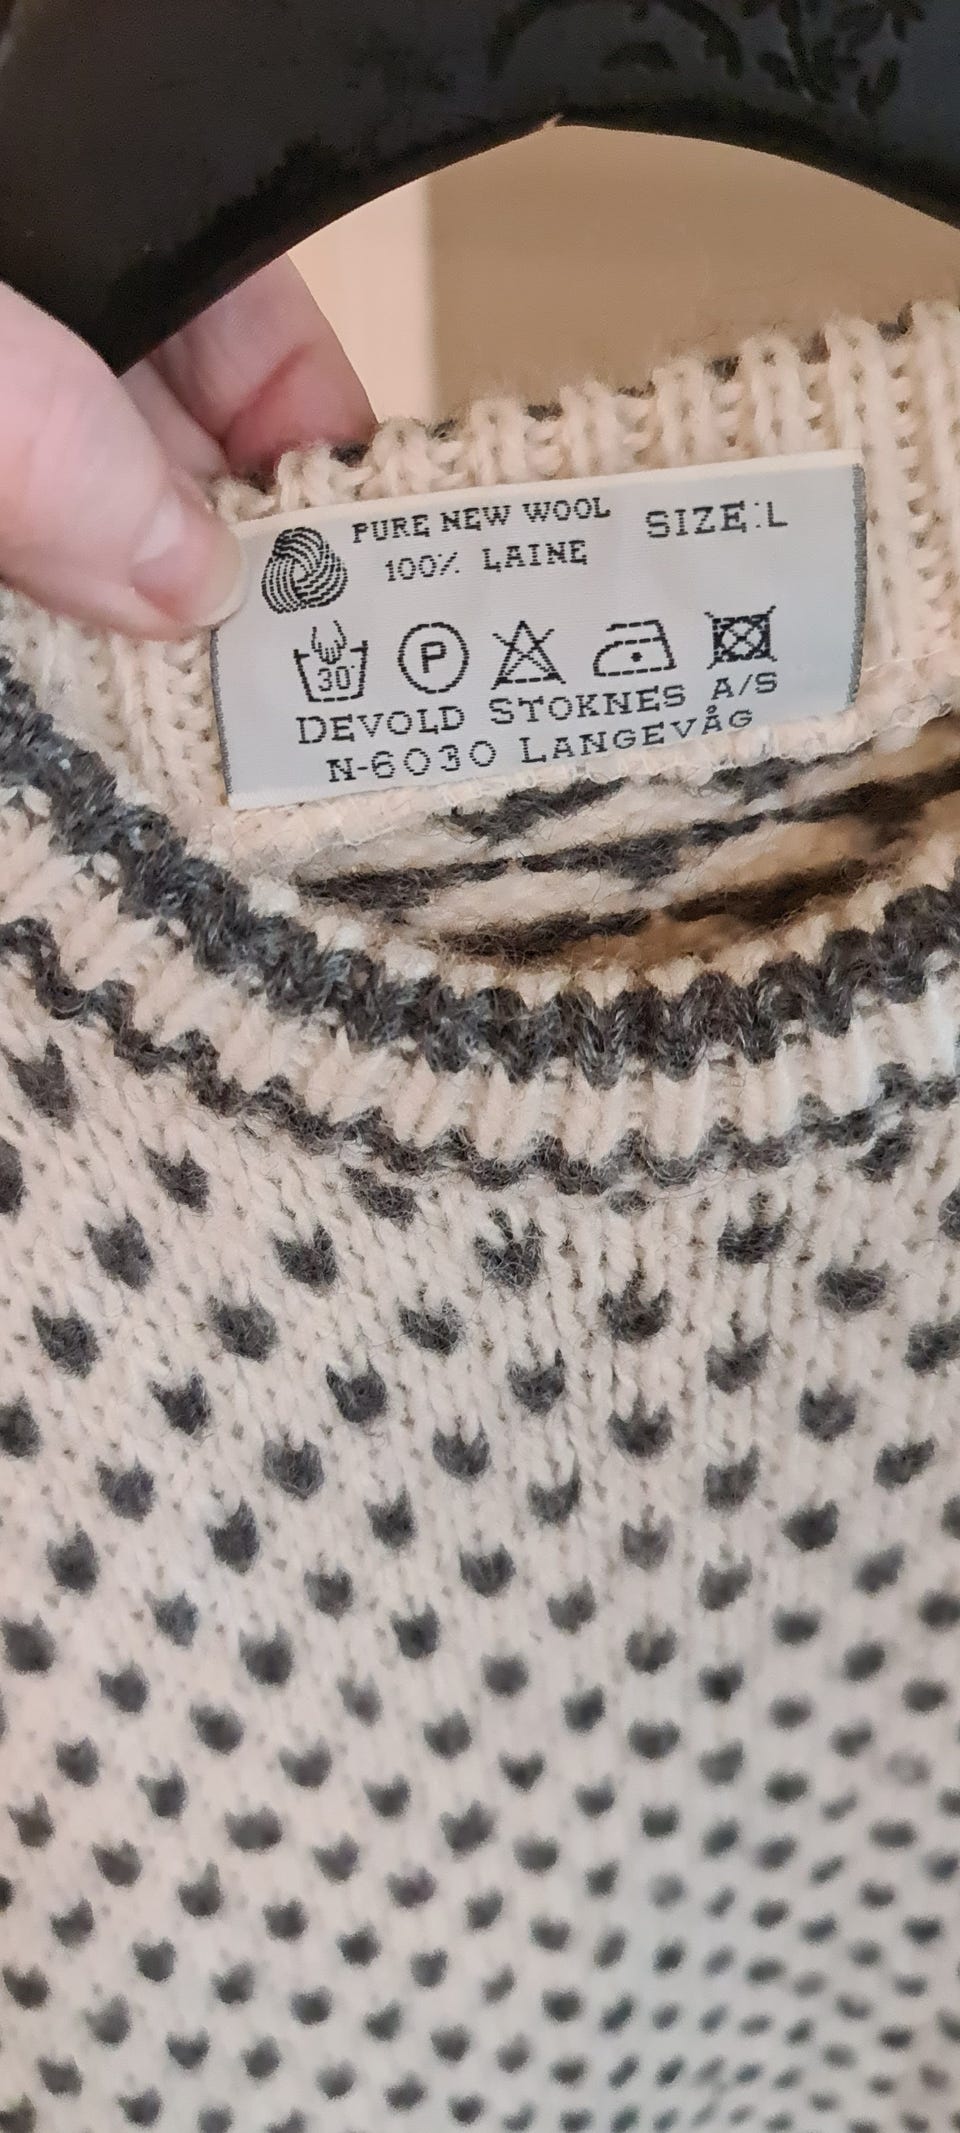 PURE NEW WOOL
100% LAINE
SIZE:L
30°
P
DEVOLD STOKNES A/S
N-6030 LANGEVÅG